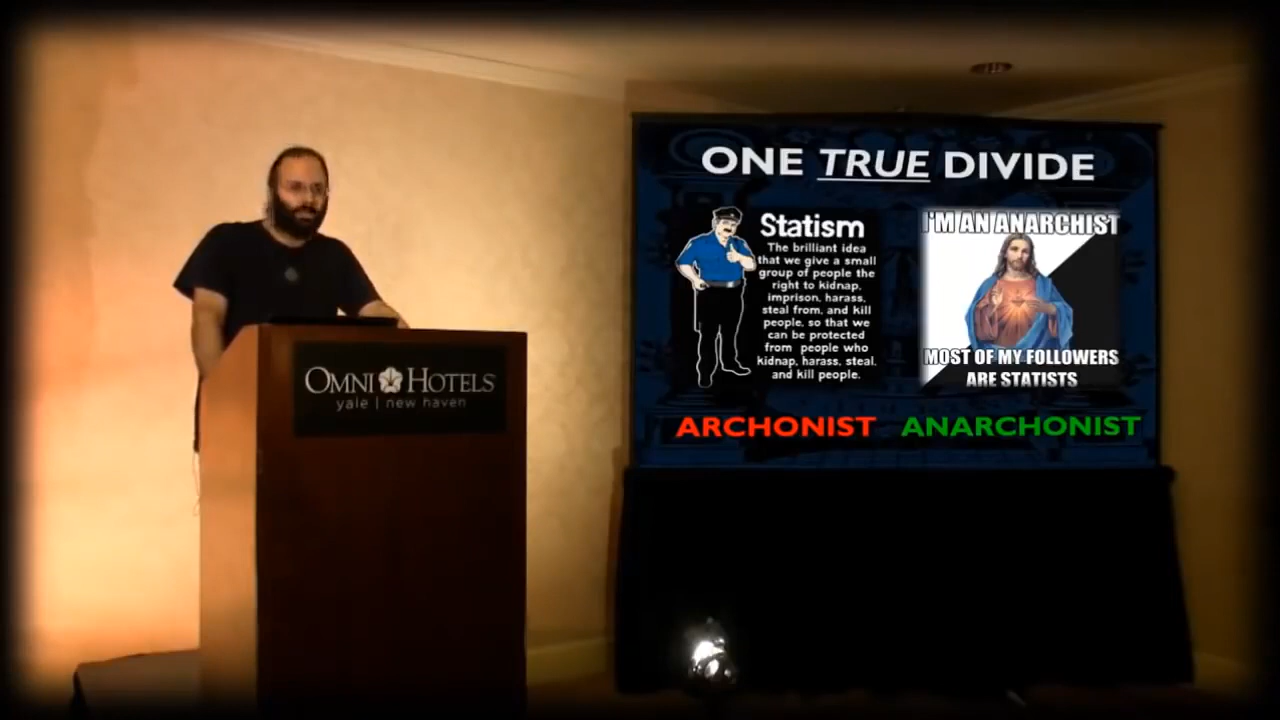 ONE TRUE DIVIDE
Statism
The brilliant idea
that we give a small
group of people the
right to kidnap,
imprison, harass,
steal from, and kill
people, so that we
can be protected
from people who
kidnap, harass, steal,
and kill people.
I'M AN ANARCHIST
MOST OF MY FOLLOWERS
ARE STATISTS
ARCHONIST
ANARCHONIST
OMNI HOTELS
yale | new haven